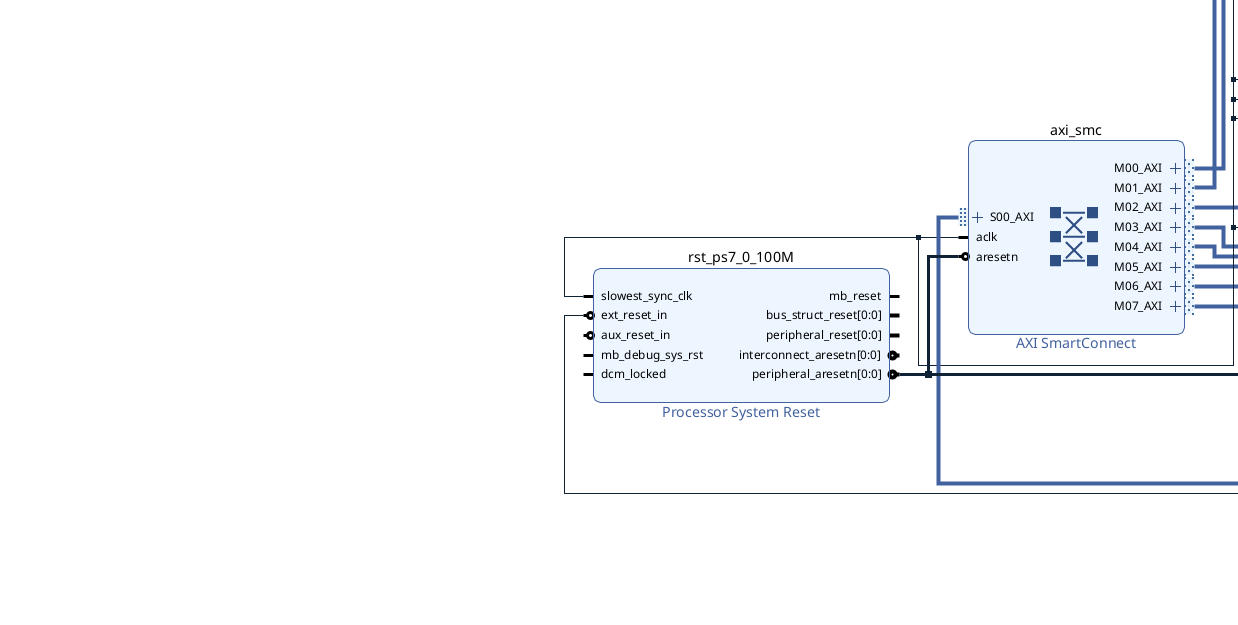 axi_smc
M00_AXI
M01_AXI
M02_AXI
S00_AXI
M03_AXI
aclk
M04_AXI
aresetn
M05_AXI
M06_AXI
M07_AXI
AXI SmartConnect
rst_ps7_0_100M
slowest_sync_clk
mb_reset
ext_reset_in
bus_struct_reset[0:0]
aux_reset_in
peripheral_reset[0:0]
mb_debug_sys_rst
interconnect_aresetn[0:0]
dcm_locked
peripheral_aresetn[0:0]
Processor System Reset